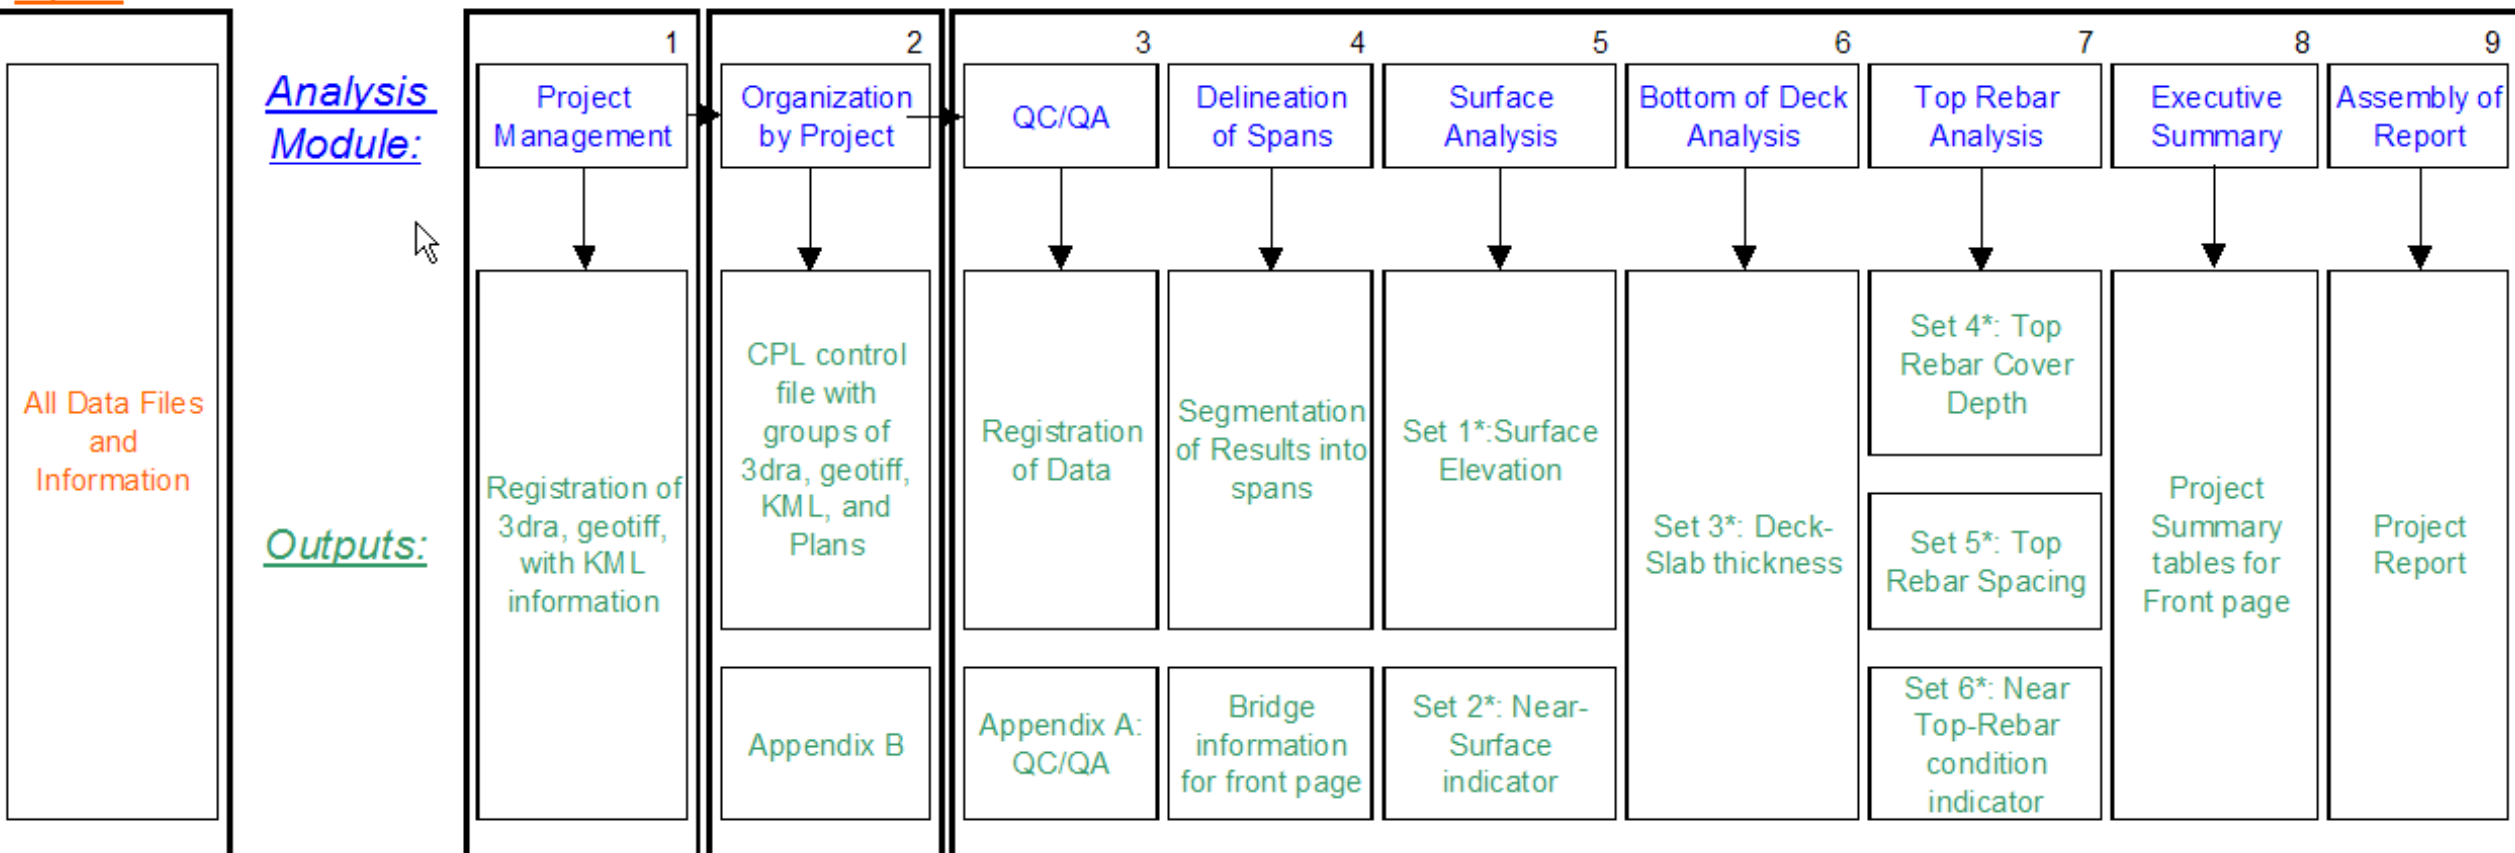 1
2
3
4
5
6
7
8
9
Analysis
Module:
Project
Management
Organization
by Project
QC/QA
Delineation
of Spans
Surface
Analysis
Bottom of Deck
Analysis
Top Rebar
Analysis
Executive
Summary
Assembly of
Report
All Data Files
and
Information
Outputs:
Registration of
3dra, geotiff,
with KML
information
CPL control
file with
groups of
3dra, geotiff,
KML, and
Plans
Appendix B
Registration
of Data
Appendix A:
QC/QA
Segmentation
of Results into
spans
Bridge
information
for front page
Set 1*:Surface
Elevation
Set 2*: Near-
Surface
indicator
Set 3*: Deck-
Slab thickness
Set 4*: Top
Rebar Cover
Depth
Set 5*: Top
Rebar Spacing
Set 6*: Near
Top-Rebar
condition
indicator
Project
Summary
tables for
Front page
Project
Report